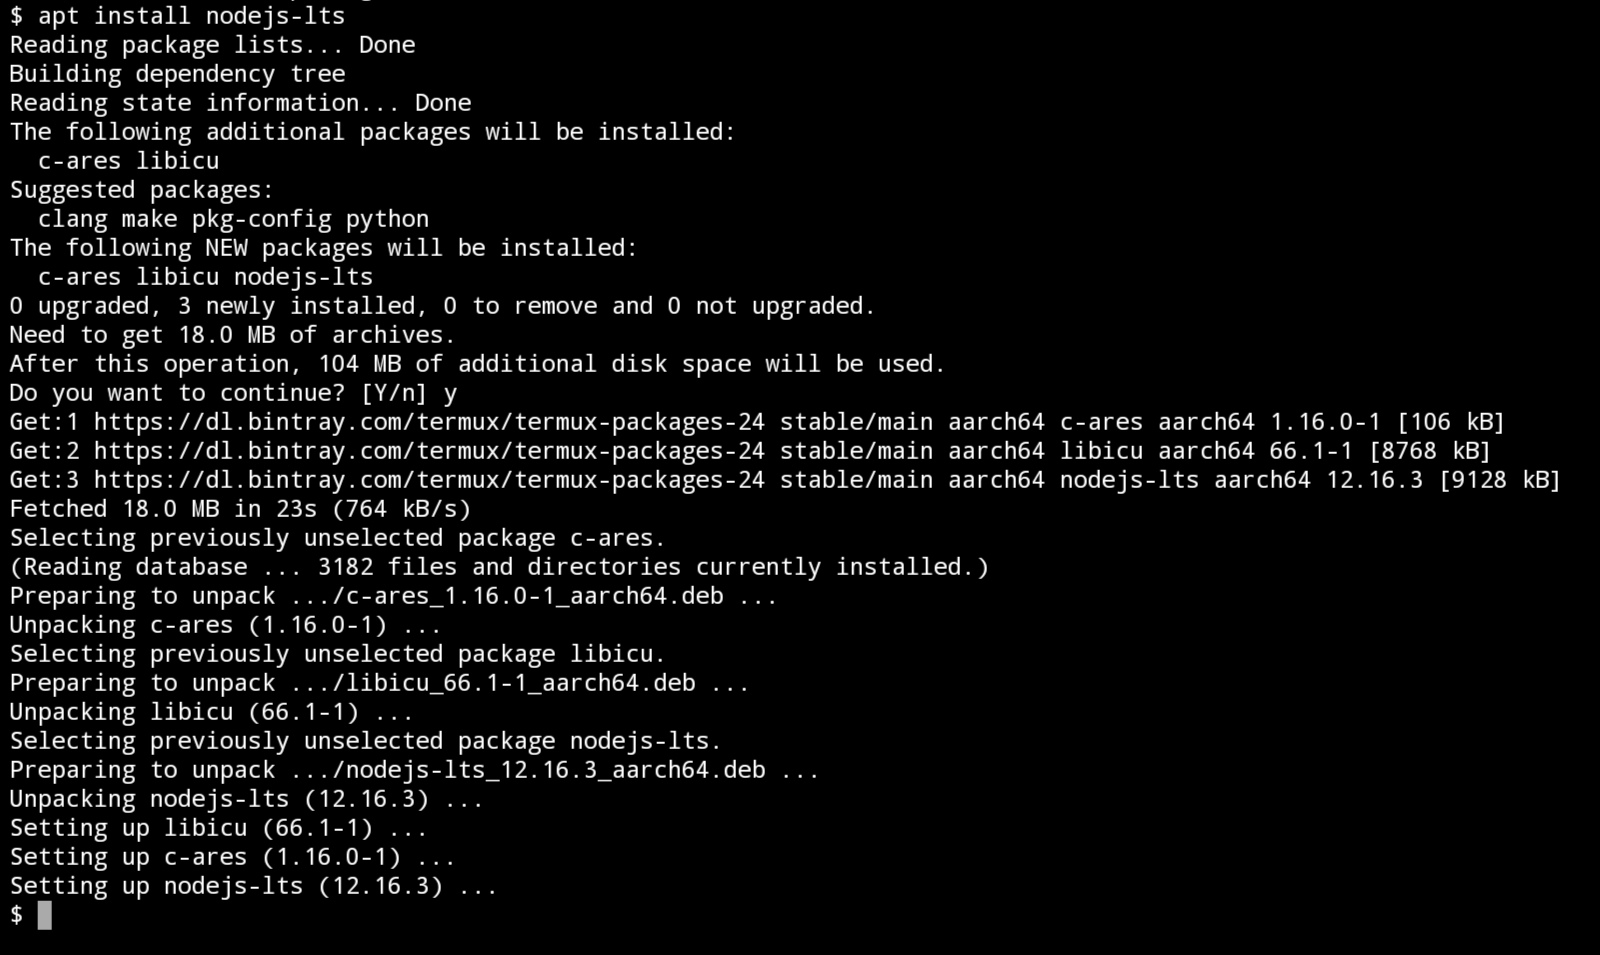 $ apt install nodejs-lts
Reading package lists... Done
Building dependency tree
Reading state information... Done
The following additional packages will be installed:
  c-ares libicu
Suggested packages:
  clang make pkg-config python
The following NEW packages will be installed:
  c-ares libicu nodejs-lts
0 upgraded, 3 newly installed, 0 to remove and 0 not upgraded.
Need to get 18.0 MB of archives.
After this operation, 104 MB of additional disk space will be used.
Do you want to continue? [Y/n] y
Get:1 https://dl.bintray.com/termux/termux-packages-24 stable/main aarch64 c-ares aarch64 1.16.0-1 [106 kB]
Get:2 https://dl.bintray.com/termux/termux-packages-24 stable/main aarch64 libicu aarch64 66.1-1 [8768 kB]
Get:3 https://dl.bintray.com/termux/termux-packages-24 stable/main aarch64 nodejs-lts aarch64 12.16.3 [9128 kB]
Fetched 18.0 MB in 23s (764 kB/s)
Selecting previously unselected package c-ares.
(Reading database ... 3182 files and directories currently installed.)
Preparing to unpack .../c-ares_1.16.0-1_aarch64.deb ...
Unpacking c-ares (1.16.0-1) ...
Selecting previously unselected package libicu.
Preparing to unpack .../libicu_66.1-1_aarch64.deb ...
Unpacking libicu (66.1-1) ...
Selecting previously unselected package nodejs-lts.
Preparing to unpack .../nodejs-lts_12.16.3_aarch64.deb ...
Unpacking nodejs-lts (12.16.3) ...
Setting up libicu (66.1-1) ...
Setting up c-ares (1.16.0-1) ...
Setting up nodejs-lts (12.16.3) ...
$